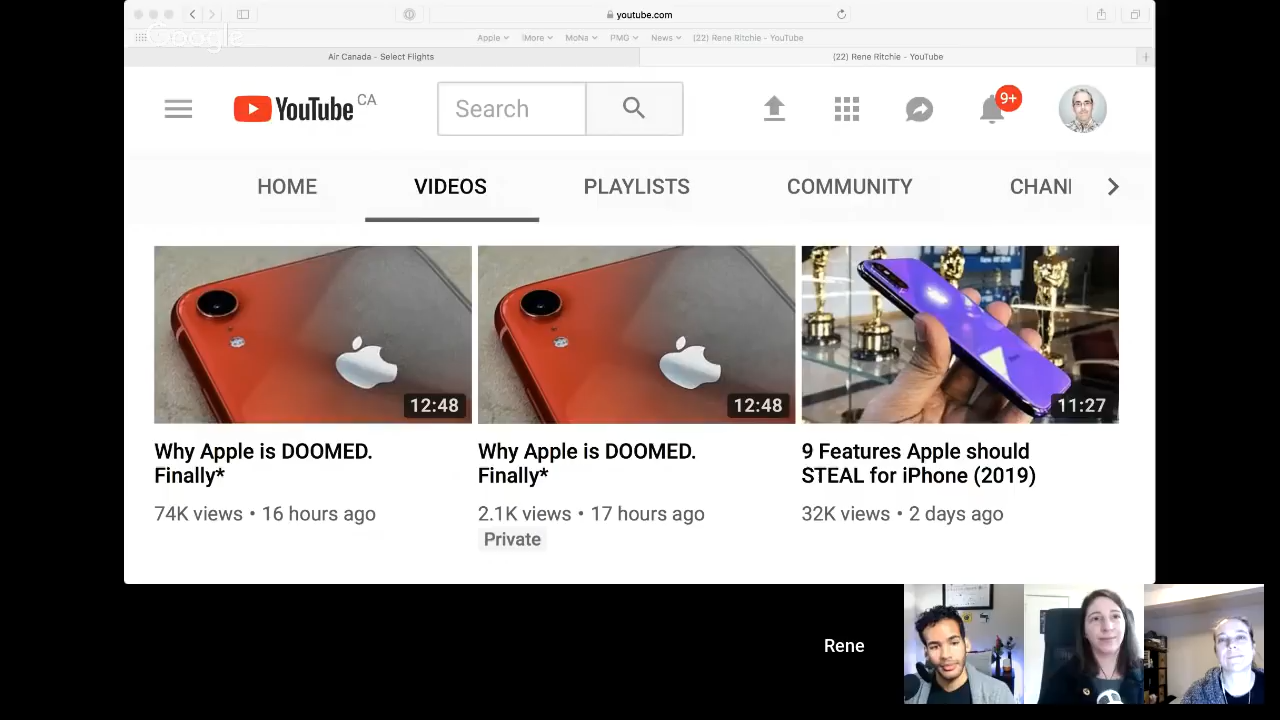 youtube.com
Google
Apple iMore MoNa PMG News (22) Rene Ritchie - YouTube
Air Canada - Select Flights (22) Rene Ritchie - YouTube
YouTube CA Search 9+
HOME VIDEOS PLAYLISTS COMMUNITY CHAN
12:48 12:48 11:27
Why Apple is DOOMED.
Finally*
74K views • 16 hours ago
Why Apple is DOOMED.
Finally*
2.1K views • 17 hours ago
Private
9 Features Apple should
STEAL for iPhone (2019)
32K views • 2 days ago
Rene